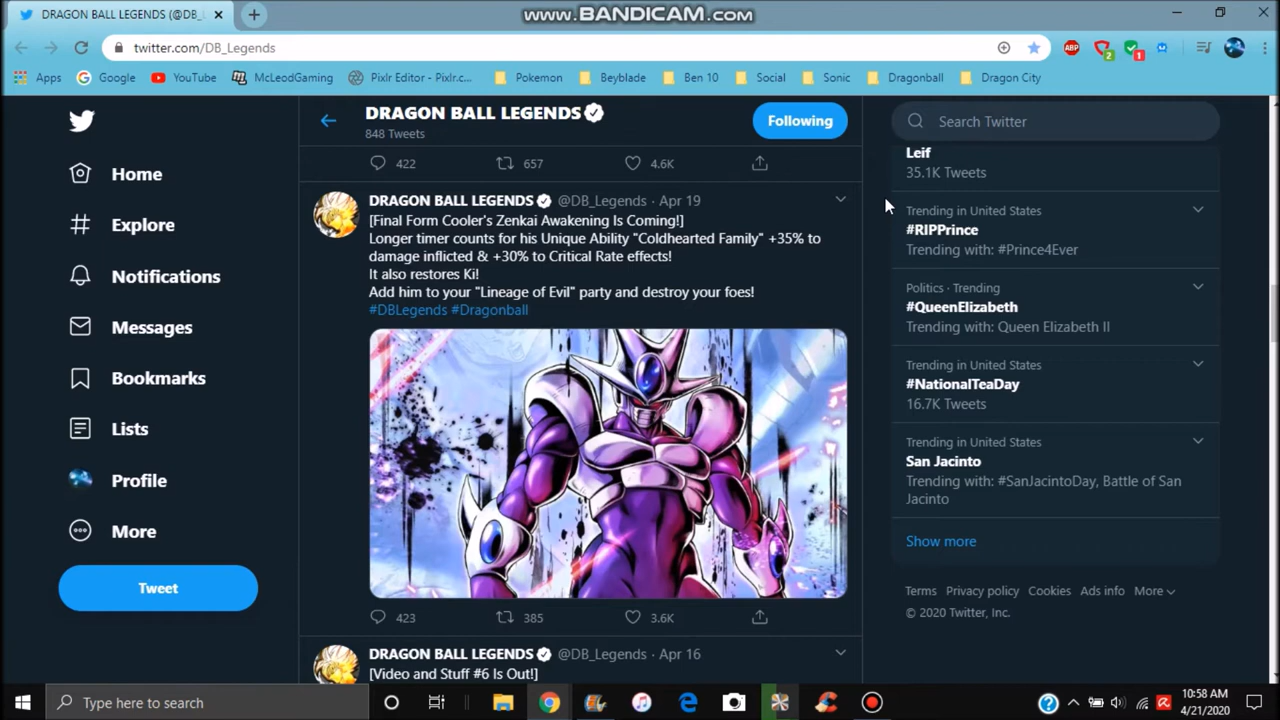 DRAGON BALL LEGENDS (@DB_
www.BANDICAM.com
twitter.com/DB_Legends
ABP
2
1
Apps
Google
YouTube
McLeodGaming
Pixlr Editor - Pixlr.c...
Pokemon
Beyblade
Ben 10
Social
Sonic
Dragonball
Dragon City
Home
Explore
Notifications
Messages
Bookmarks
Lists
Profile
More
Tweet
DRAGON BALL LEGENDS
848 Tweets
Following
422 657 4.6K
DRAGON BALL LEGENDS @DB_Legends · Apr 19
[Final Form Cooler's Zenkai Awakening Is Coming!]
Longer timer counts for his Unique Ability "Coldhearted Family" +35% to
damage inflicted & +30% to Critical Rate effects!
It also restores Ki!
Add him to your "Lineage of Evil" party and destroy your foes!
#DBLegends #Dragonball
423 385 3.6K
DRAGON BALL LEGENDS @DB_Legends · Apr 16
[Video and Stuff #6 Is Out!]
Search Twitter
Leif
35.1K Tweets
Trending in United States
#RIPPrince
Trending with: #Prince4Ever
Politics · Trending
#QueenElizabeth
Trending with: Queen Elizabeth II
Trending in United States
#NationalTeaDay
16.7K Tweets
Trending in United States
San Jacinto
Trending with: #SanJacintoDay, Battle of San
Jacinto
Show more
Terms Privacy policy Cookies Ads info More
© 2020 Twitter, Inc.
Type here to search
10:58 AM
4/21/2020